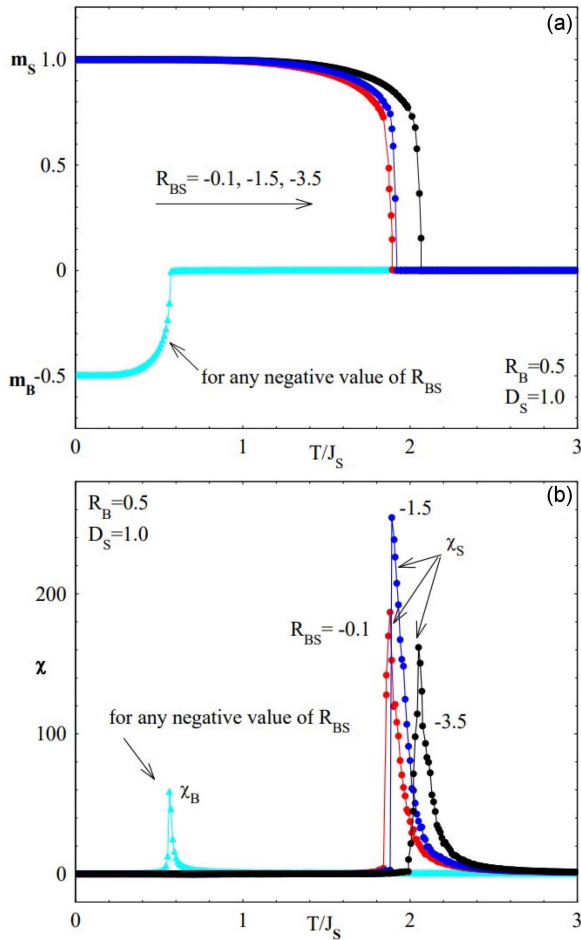 (a)
m_S 1.0
0.5
R_BS = -0.1, -1.5, -3.5
0
m_B -0.5
for any negative value of R_BS
R_B=0.5
D_S=1.0
0 1 2 3
T/J_S
(b)
R_B=0.5
D_S=1.0
-1.5
χ_S
200
R_BS= -0.1
χ
-3.5
for any negative value of R_BS
100
χ_B
0
0 1 2 3
T/J_S